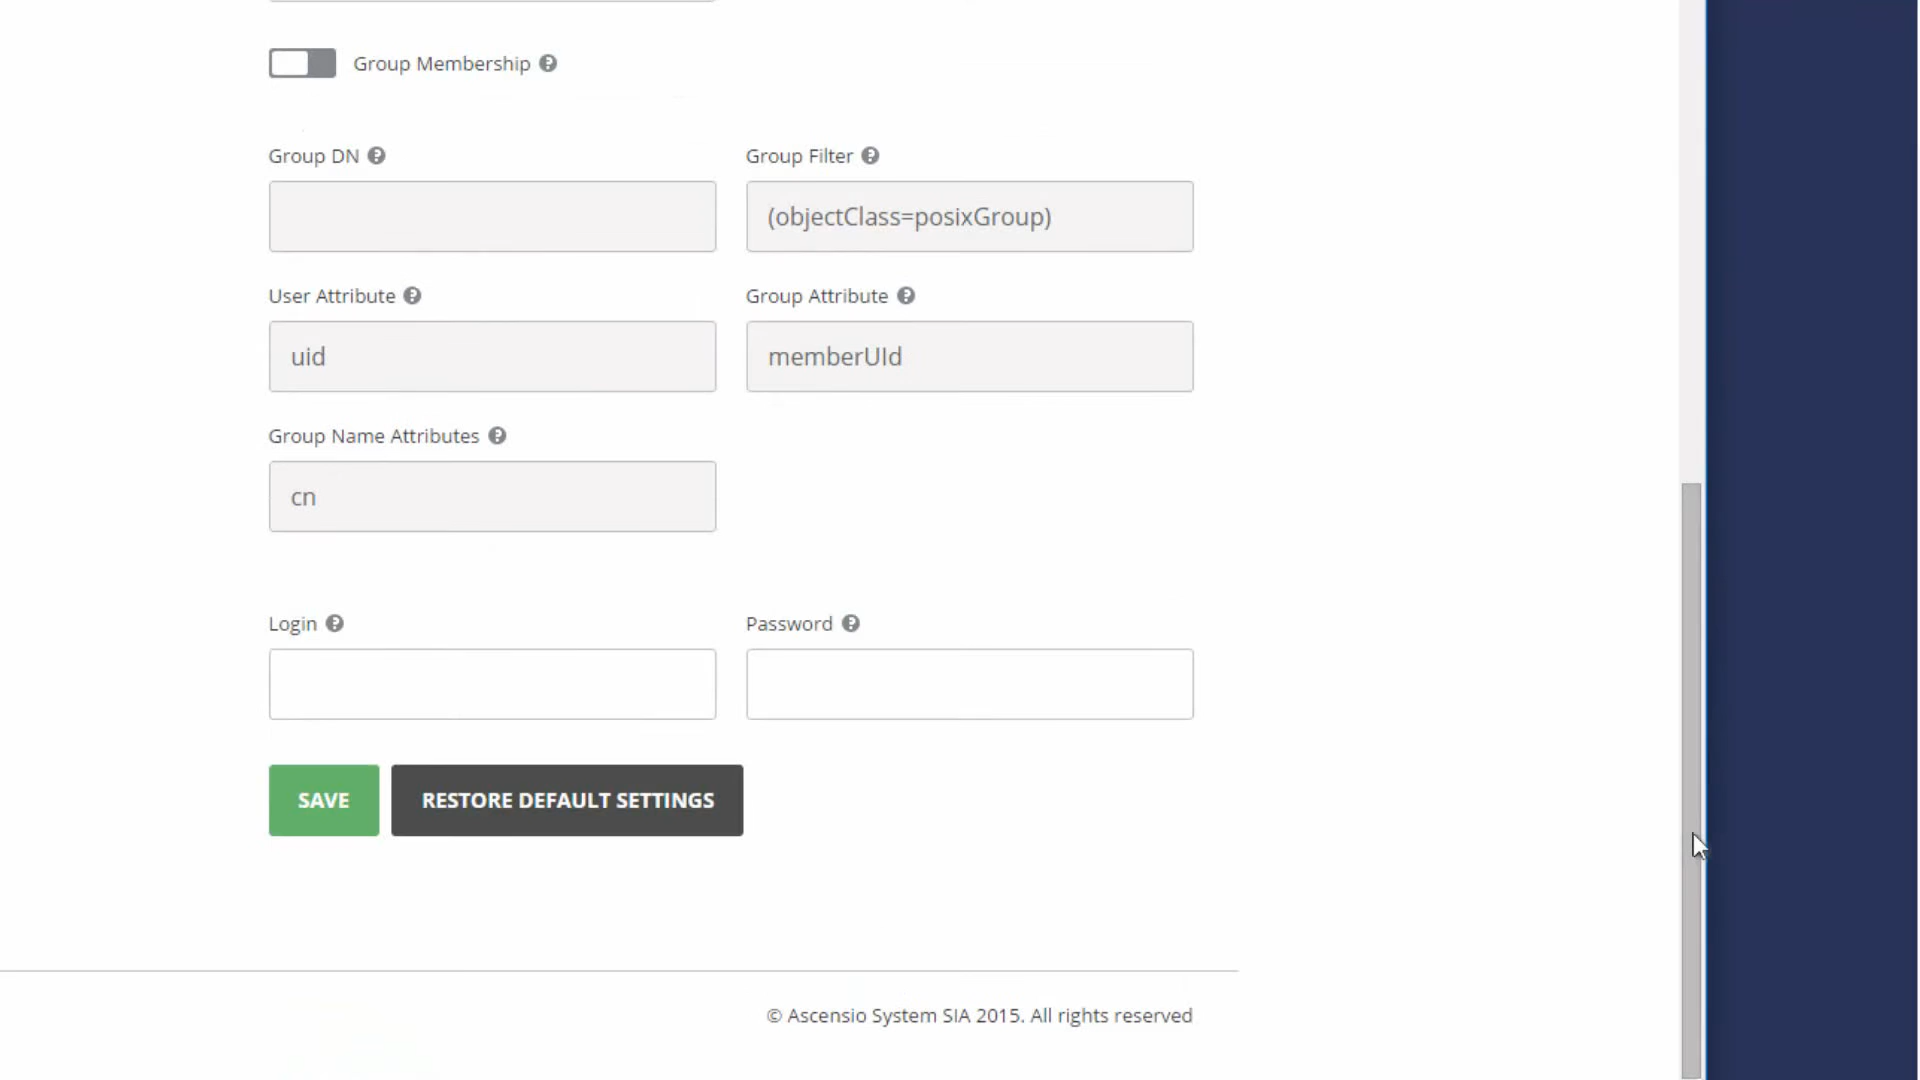 Group Membership
Group DN
Group Filter
(objectClass=posixGroup)
User Attribute
Group Attribute
uid
memberUId
Group Name Attributes
cn
Login
Password
SAVE
RESTORE DEFAULT SETTINGS
© Ascensio System SIA 2015. All rights reserved